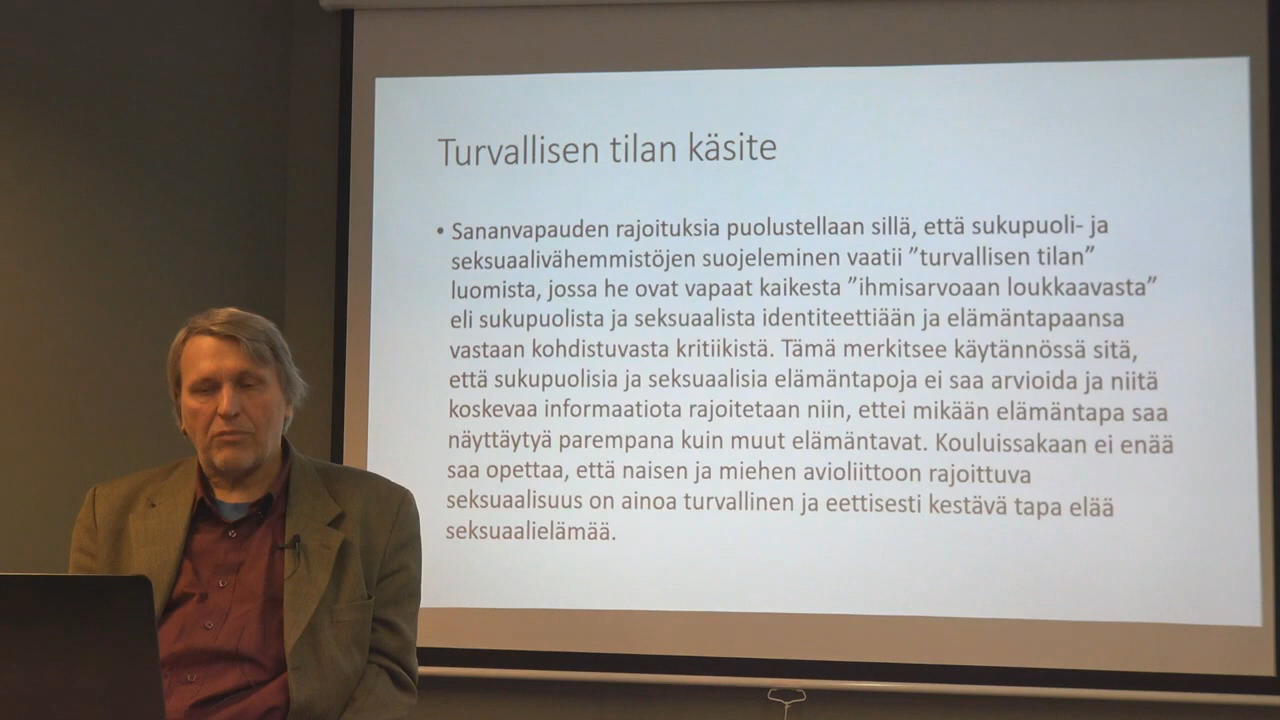 Turvallisen tilan käsite
• Sananvapauden rajoituksia puolustellaan sillä, että sukupuoli- ja
seksuaalivähemmistöjen suojeleminen vaatii ”turvallisen tilan”
luomista, jossa he ovat vapaat kaikesta ”ihmisarvoaan loukkaavasta”
eli sukupuolista ja seksuaalista identiteettiään ja elämäntapaansa
vastaan kohdistuvasta kritiikistä. Tämä merkitsee käytännössä sitä,
että sukupuolisia ja seksuaalisia elämäntapoja ei saa arvioida ja niitä
koskevaa informaatiota rajoitetaan niin, ettei mikään elämäntapa saa
näyttäytyä parempana kuin muut elämäntavat. Kouluissakaan ei enää
saa opettaa, että naisen ja miehen avioliittoon rajoittuva
seksuaalisuus on ainoa turvallinen ja eettisesti kestävä tapa elää
seksuaalielämää.